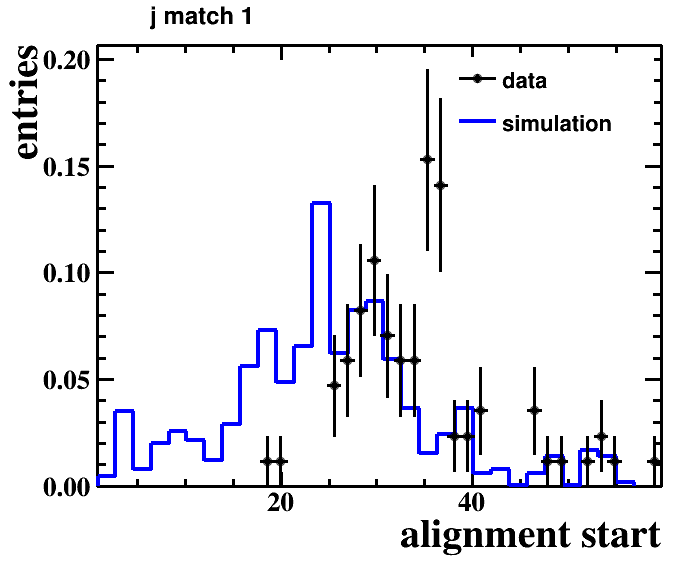 j match 1
entries
0.20
data
simulation
0.15
0.10
0.05
0.00
20
40
alignment start